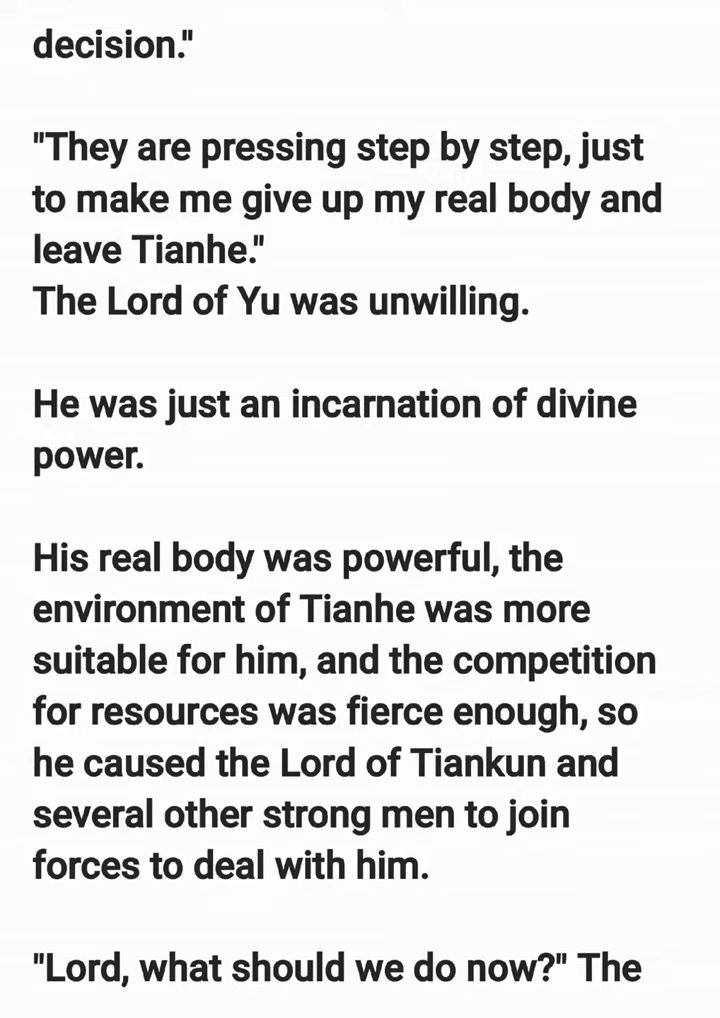 decision."
"They are pressing step by step, just
to make me give up my real body and
leave Tianhe."
The Lord of Yu was unwilling.
He was just an incarnation of divine
power.
His real body was powerful, the
environment of Tianhe was more
suitable for him, and the competition
for resources was fierce enough, so
he caused the Lord of Tiankun and
several other strong men to join
forces to deal with him.
"Lord, what should we do now?" The